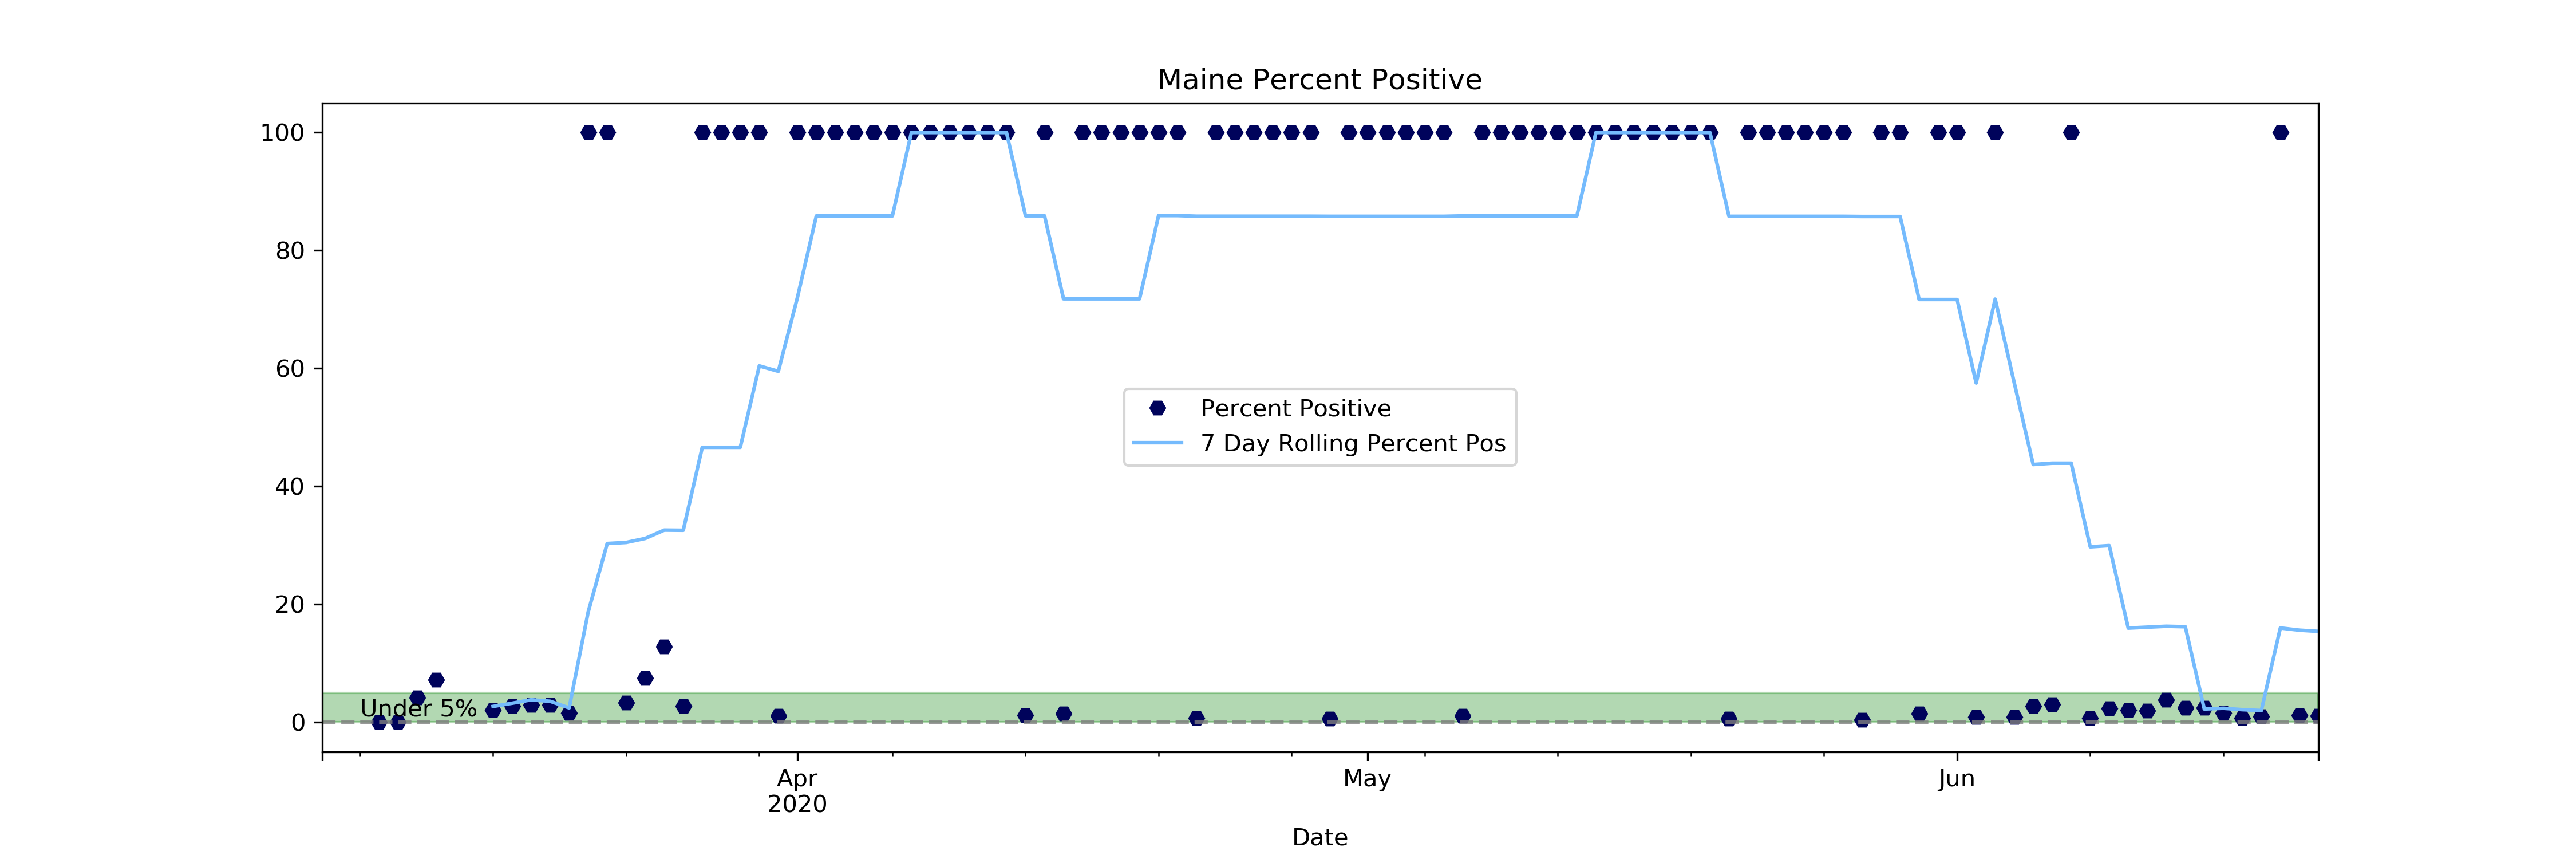 Maine Percent Positive
100
80
60
40
20
0
Under 5%
Percent Positive
7 Day Rolling Percent Pos
Apr
2020
May
Jun
Date